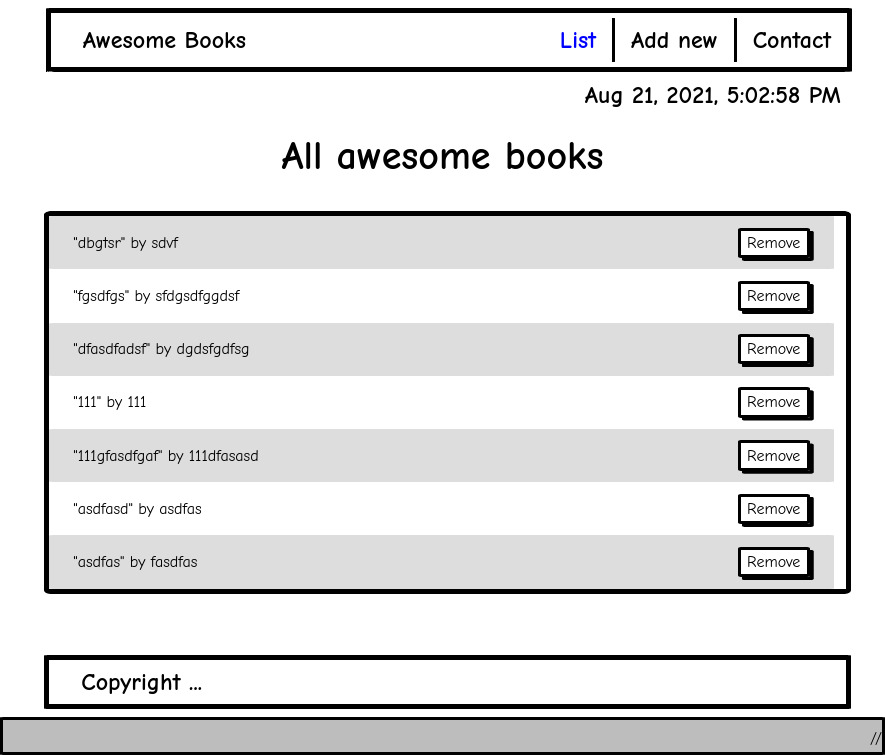 Awesome Books List Add new Contact
Aug 21, 2021, 5:02:58 PM
All awesome books
"dbgtsr" by sdvf Remove
"fgsdfgs" by sfdgsdfggdsf Remove
"dfasdfadsf" by dgdsfgdfsg Remove
"111" by 111 Remove
"111gfasdfgaf" by 111dfasasd Remove
"asdfasd" by asdfas Remove
"asdfas" by fasdfas Remove
Copyright ...
//